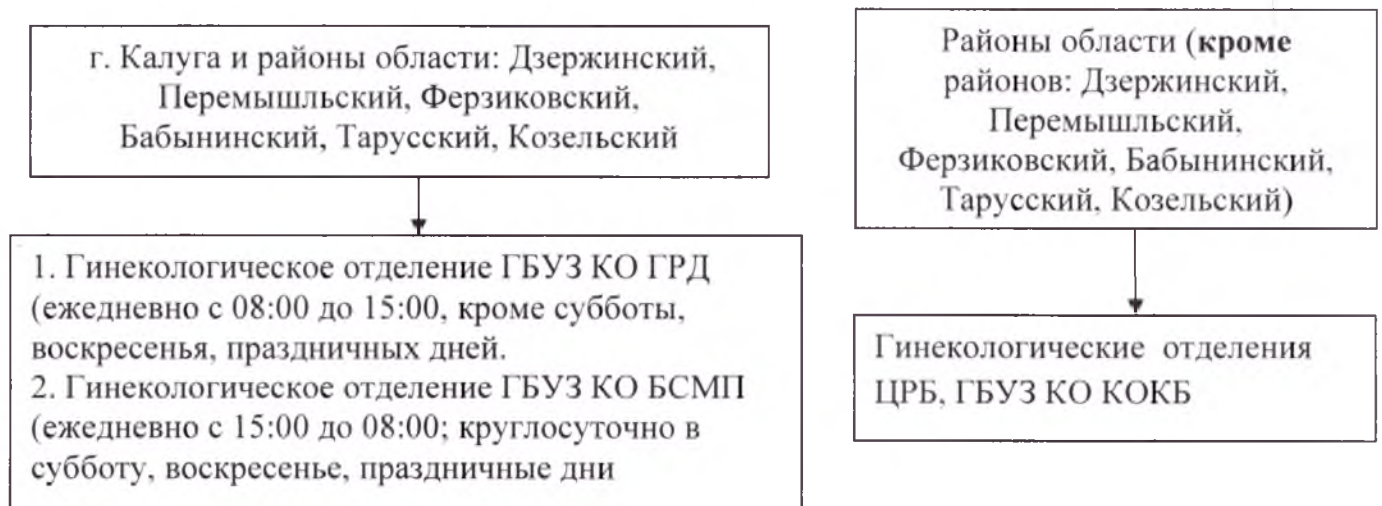 г. Калуга и районы области: Дзержинский,
Перемышльский, Ферзиковский,
Бабынинский, Тарусский, Козельский
1. Гинекологическое отделение ГБУЗ КО ГРД
(ежедневно с 08:00 до 15:00, кроме субботы,
воскресенья, праздничных дней.
2. Гинекологическое отделение ГБУЗ КО БСМП
(ежедневно с 15:00 до 08:00; круглосуточно в
субботу, воскресенье, праздничные дни
Районы области (кроме
районов: Дзержинский,
Перемышльский,
Ферзиковский, Бабынинский,
Тарусский, Козельский)
Гинекологические отделения
ЦРБ, ГБУЗ КО КОКБ